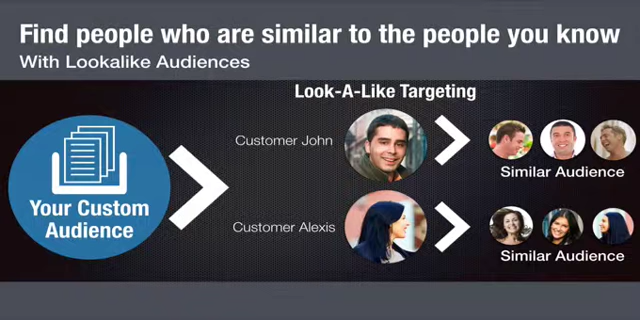 Find people who are similar to the people you know
With Lookalike Audiences
Look-A-Like Targeting
Your Custom
Audience
Customer John
Similar Audience
Customer Alexis
Similar Audience